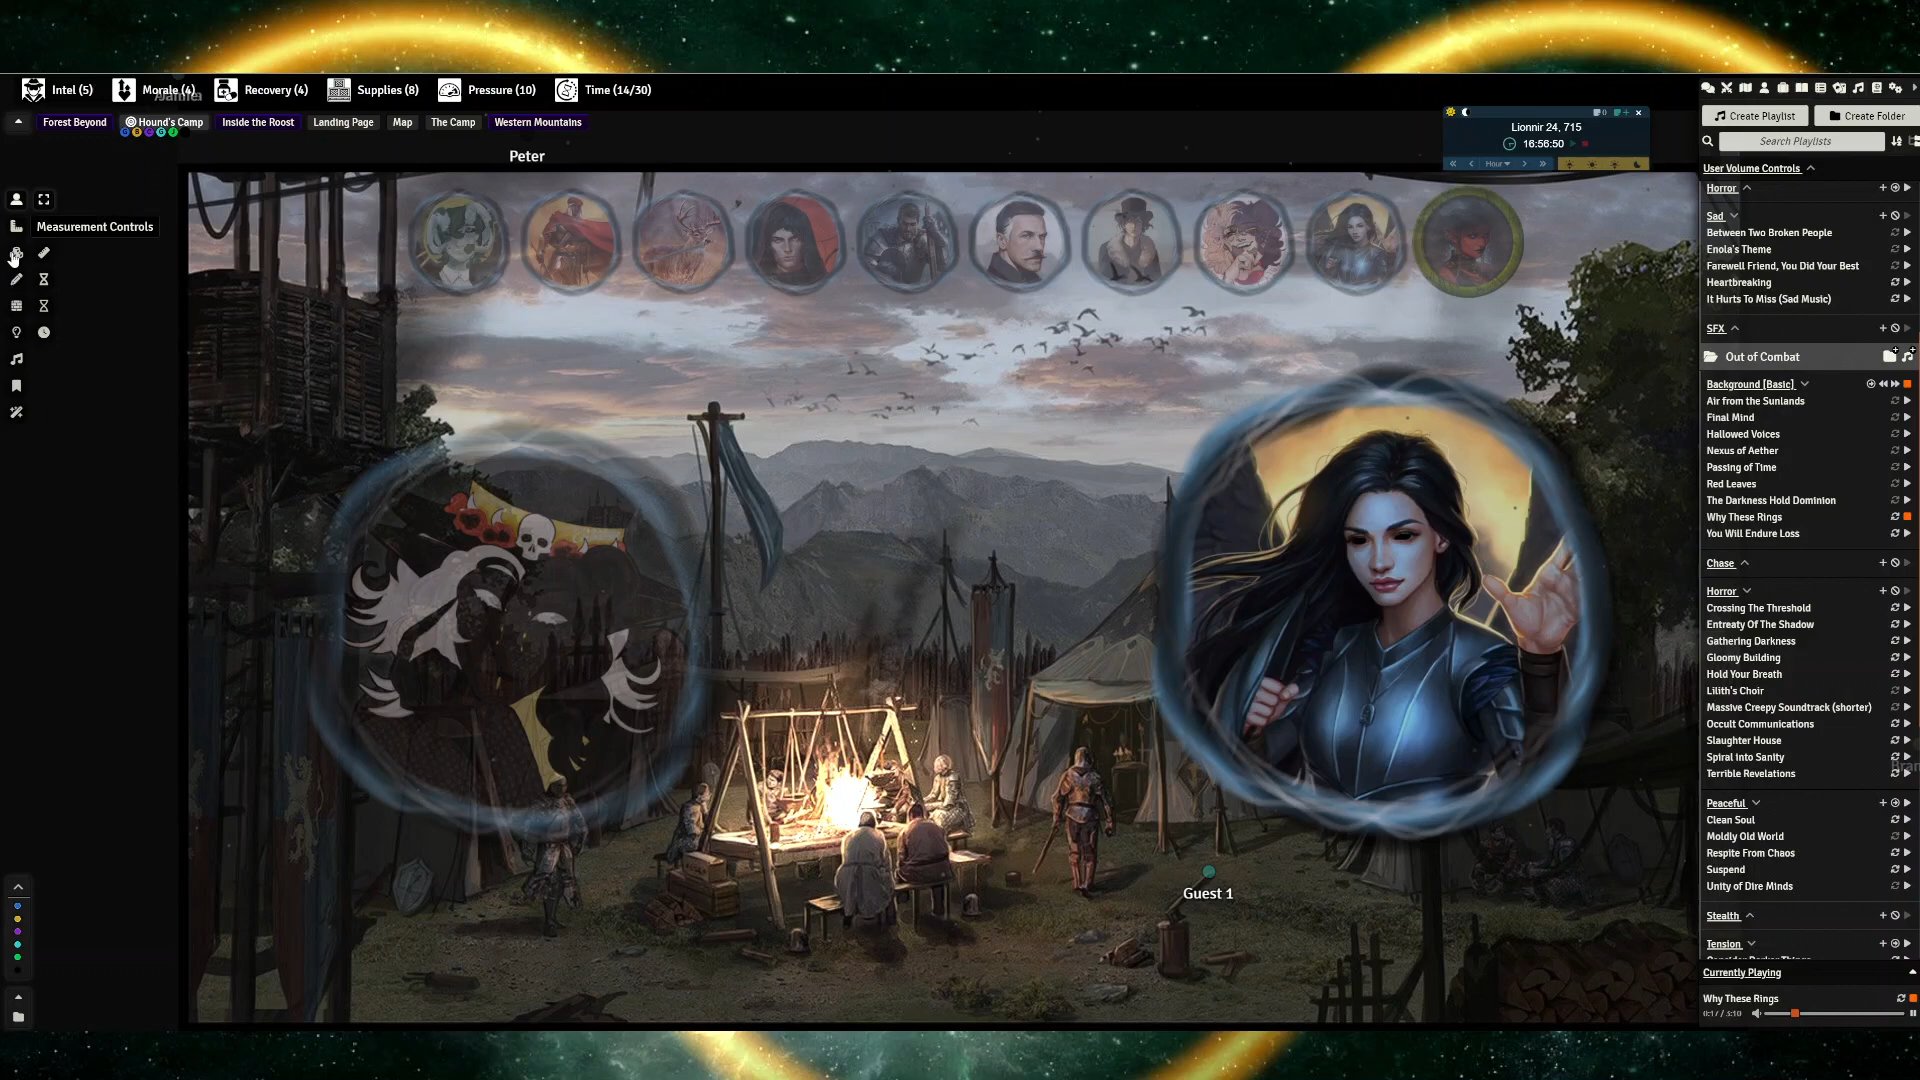 Intel (5)
Morale (4)
Recovery (4)
Supplies (8)
Pressure (10)
Time (14/30)
Forest Beyond
Hound's Camp
Inside the Roost
Landing Page
Map
The Camp
Western Mountains
G B C G J
Lionnir 24, 715
16:56:50
Hour
Peter
Measurement Controls
Guest 1
Create Playlist
Create Folder
Search Playlists
User Volume Controls
Horror
Sad
Between Two Broken People
Enola's Theme
Farewell Friend, You Did Your Best
Heartbreaking
It Hurts To Miss (Sad Music)
SFX
Out of Combat
Background [Basic]
Air from the Sunlands
Final Mind
Hallowed Voices
Nexus of Aether
Passing of Time
Red Leaves
The Darkness Hold Dominion
Why These Rings
You Will Endure Loss
Chase
Horror
Crossing The Threshold
Entreaty Of The Shadow
Gathering Darkness
Gloomy Building
Hold Your Breath
Lilith's Choir
Massive Creepy Soundtrack (shorter)
Occult Communications
Slaughter House
Spiral into Sanity
Terrible Revelations
Peaceful
Clean Soul
Moldly Old World
Respite From Chaos
Suspend
Unity of Dire Minds
Stealth
Tension
Currently Playing
Why These Rings
0:17 / 3:10